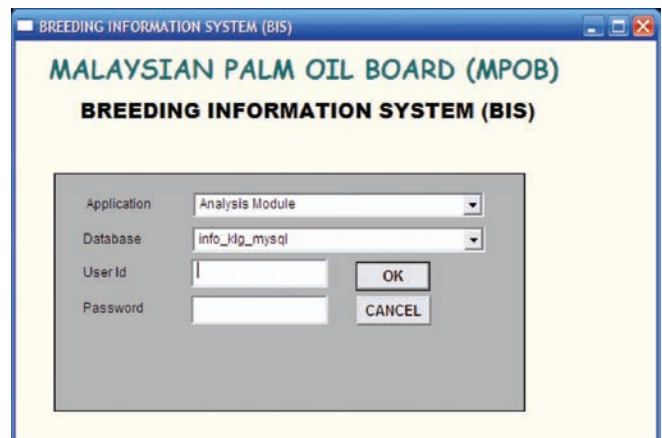 BREEDING INFORMATION SYSTEM (BIS)
MALAYSIAN PALM OIL BOARD (MPOB)
BREEDING INFORMATION SYSTEM (BIS)
Application Analysis Module
Database info_klg_mysql
User Id OK
Password CANCEL